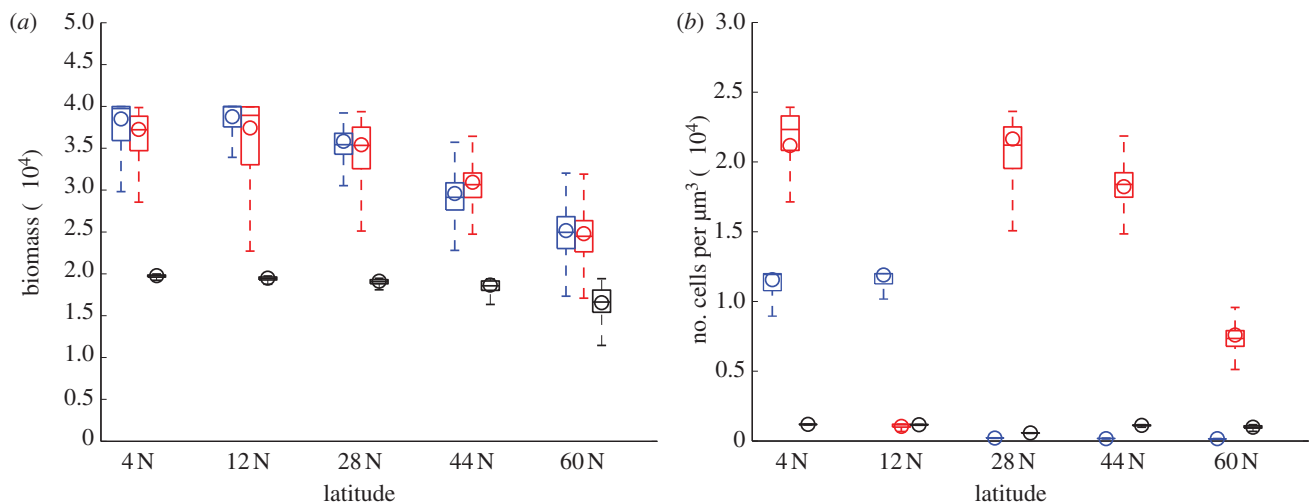 (a)
5.0
4.5
4.0
3.5
3.0
2.5
2.0
1.5
1.0
0.5
0
biomass ( 10⁴)
4 N 12 N 28 N 44 N 60 N
latitude
(b)
3.0
2.5
2.0
1.5
1.0
0.5
0
no. cells per µm³ ( 10⁴)
4 N 12 N 28 N 44 N 60 N
latitude